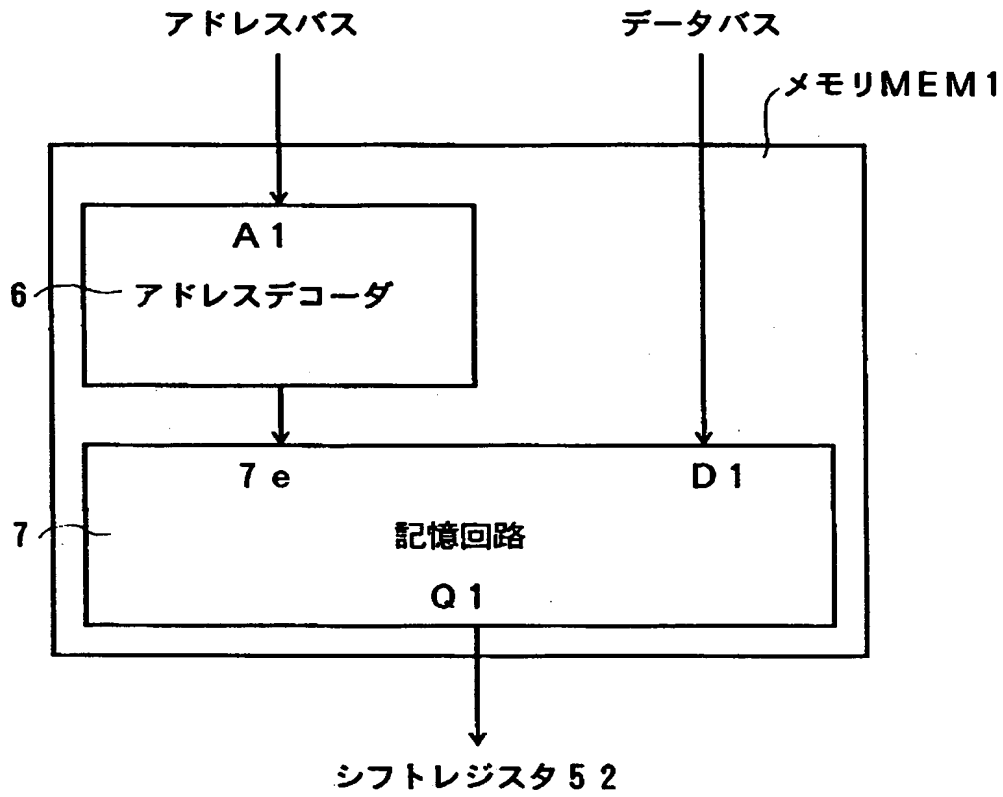 アドレスバス
データバス
メモリMEM1
A1
6
アドレスデコーダ
7e
D1
7
記憶回路
Q1
シフトレジスタ52